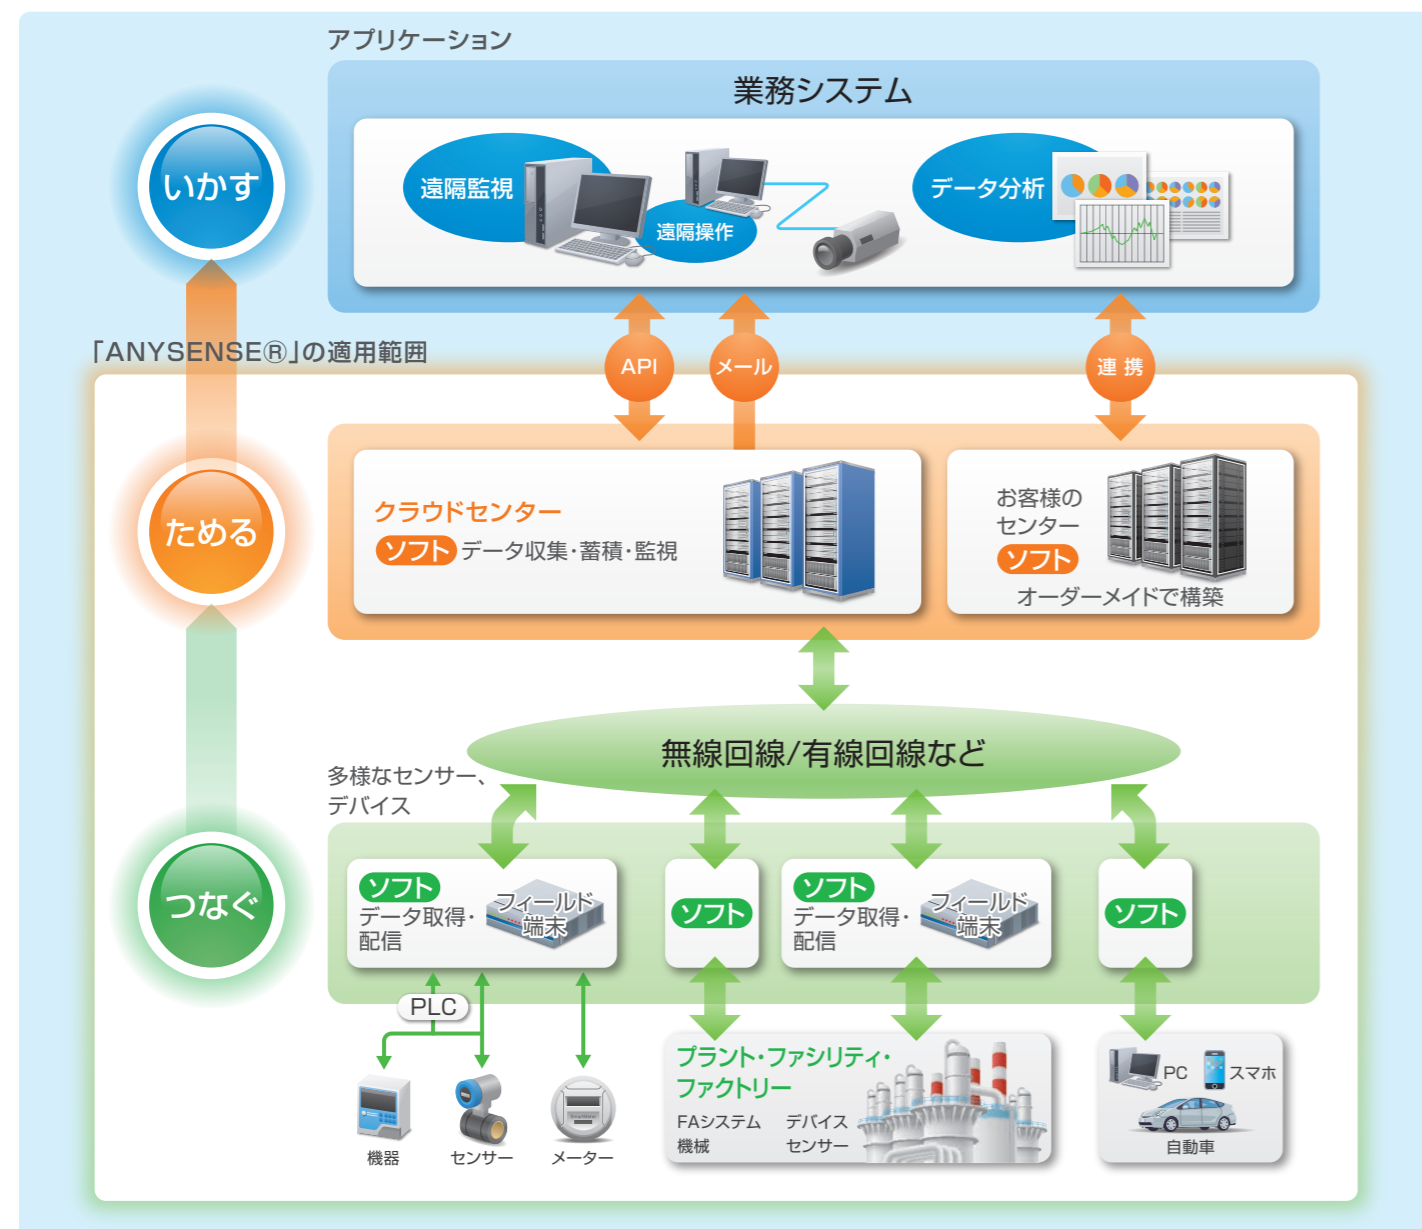 アプリケーション
業務システム
いかす
遠隔監視
遠隔操作
データ分析
「ANYSENSE®」の適用範囲
API
メール
連 携
ためる
クラウドセンター
ソフト データ収集・蓄積・監視
お客様の
センター
ソフト
オーダーメイドで構築
無線回線/有線回線など
多様なセンサー、
デバイス
つなぐ
ソフト
データ取得・
配信
フィールド
端末
ソフト
ソフト
データ取得・
配信
フィールド
端末
ソフト
PLC
機器
センサー
メーター
プラント・ファシリティ・
ファクトリー
FAシステム デバイス
機械 センサー
PC
スマホ
自動車